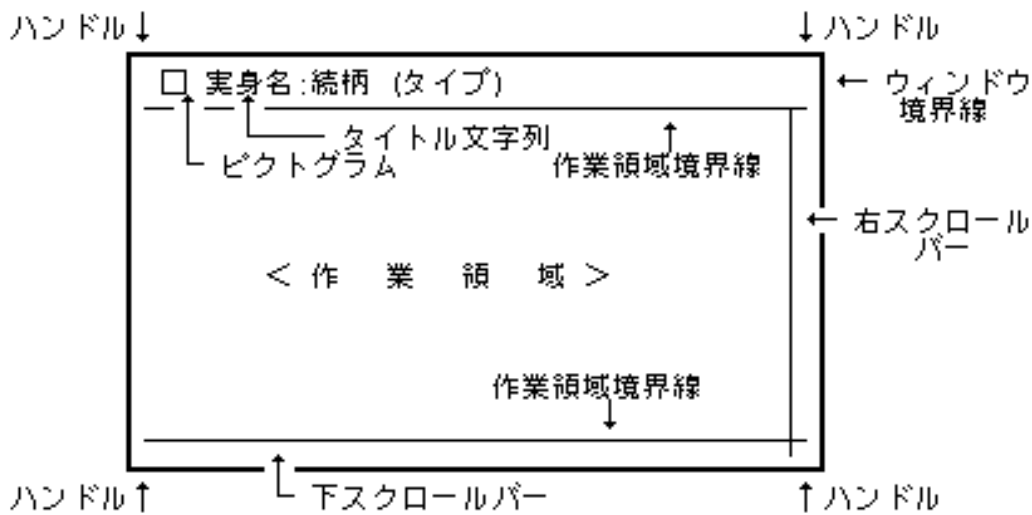 ハンドル↓ ↓ハンドル
□ 実身名:続柄 (タイプ)
← ウィンドウ
境界線
タイトル文字列
ピクトグラム
作業領域境界線
← 右スクロール
バー
< 作 業 領 域 >
作業領域境界線
ハンドル↑ 下スクロールバー ↑ハンドル